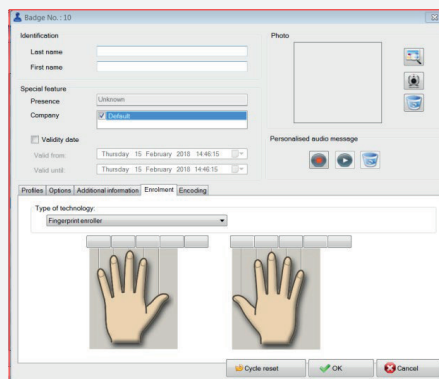 Badge No. : 10
Identification
Last name
First name
Photo
Special feature
Presence
Unknown
Company
Default
Validity date
Valid from:
Thursday 15 February 2018 14:46:15
Valid until:
Thursday 15 February 2018 14:46:15
Personalised audio message
Profiles
Options
Additional information
Enrolment
Encoding
Type of technology:
Fingerprint enroller
Cycle reset
OK
Cancel